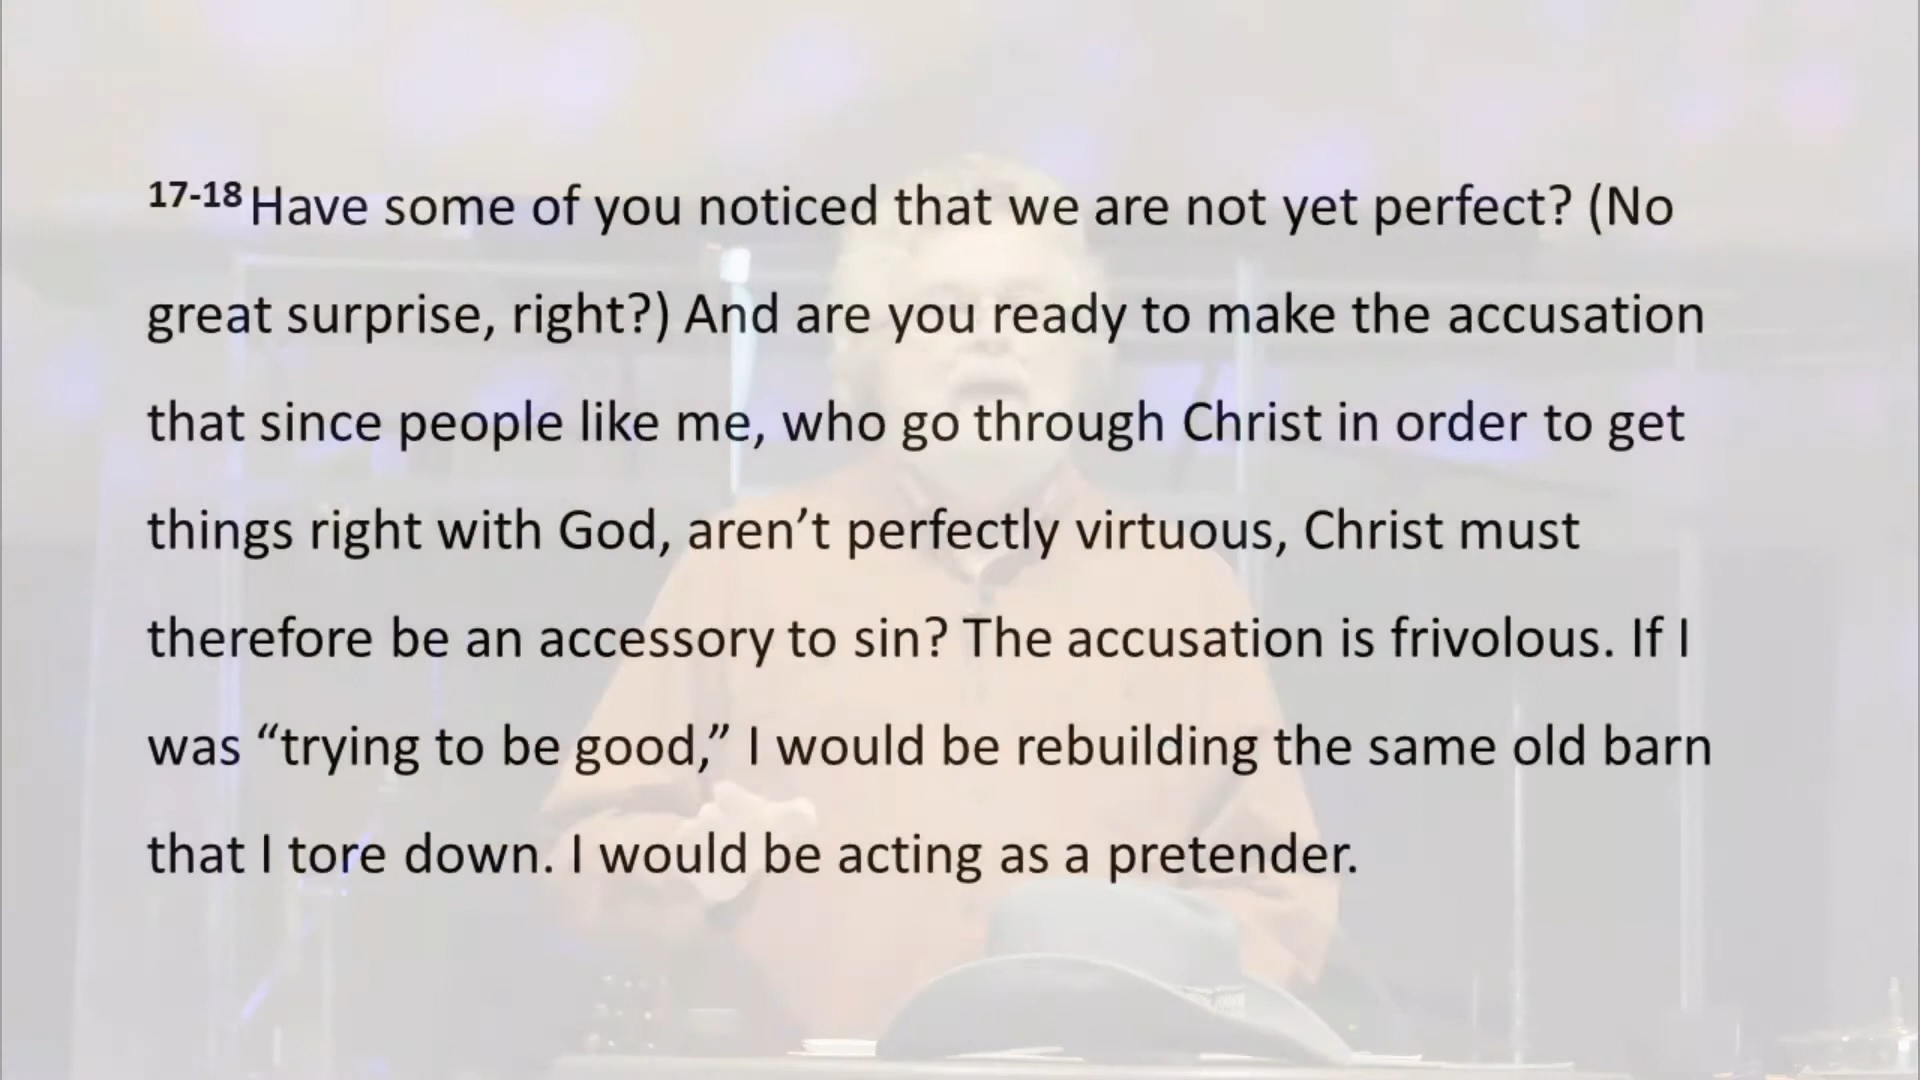 17-18 Have some of you noticed that we are not yet perfect? (No
great surprise, right?) And are you ready to make the accusation
that since people like me, who go through Christ in order to get
things right with God, aren’t perfectly virtuous, Christ must
therefore be an accessory to sin? The accusation is frivolous. If I
was “trying to be good,” I would be rebuilding the same old barn
that I tore down. I would be acting as a pretender.